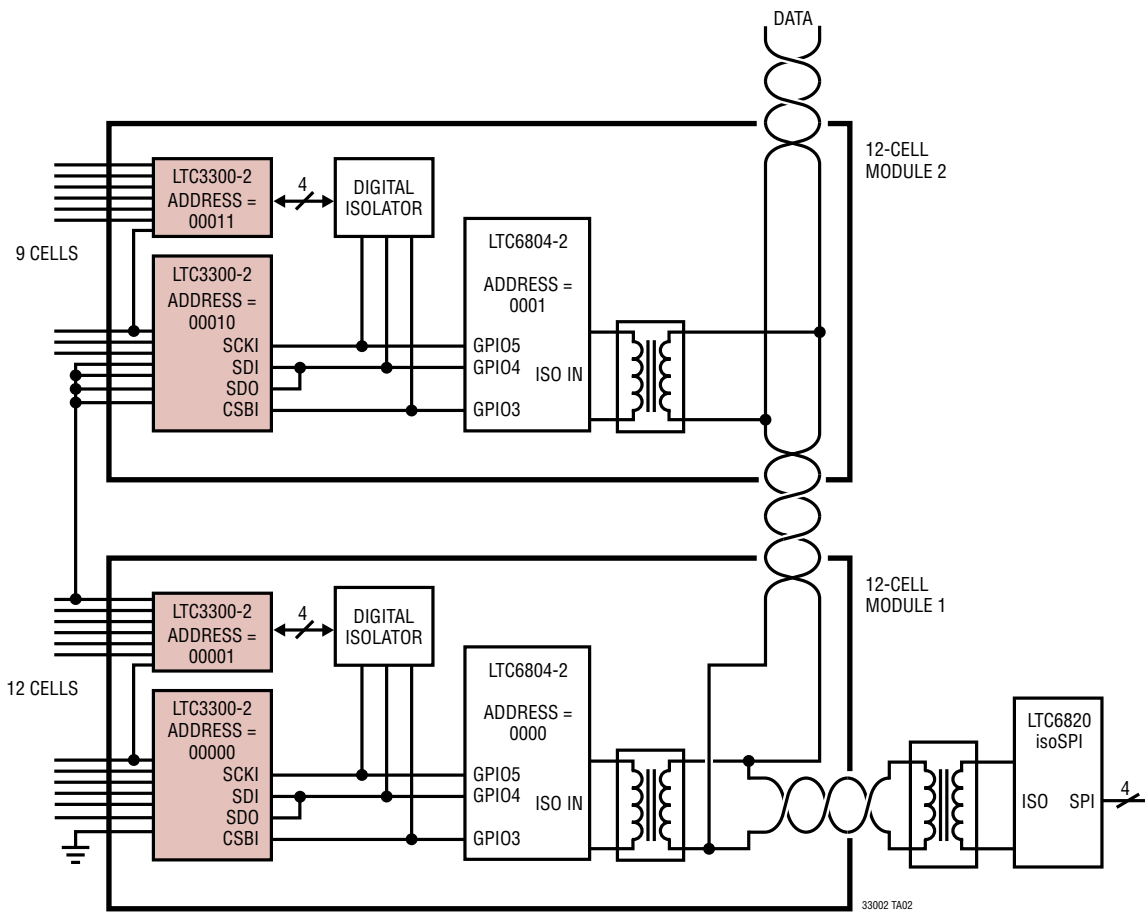 DATA
12-CELL
MODULE 2
LTC3300-2
ADDRESS =
00011
4
DIGITAL
ISOLATOR
9 CELLS
LTC3300-2
ADDRESS =
00010
SCKI
SDI
SDO
CSBI
LTC6804-2
ADDRESS =
0001
GPIO5
GPIO4
ISO IN
GPIO3
12-CELL
MODULE 1
LTC3300-2
ADDRESS =
00001
4
DIGITAL
ISOLATOR
12 CELLS
LTC3300-2
ADDRESS =
00000
SCKI
SDI
SDO
CSBI
LTC6804-2
ADDRESS =
0000
GPIO5
GPIO4
ISO IN
GPIO3
LTC6820
isoSPI
ISO SPI
4
33002 TA02